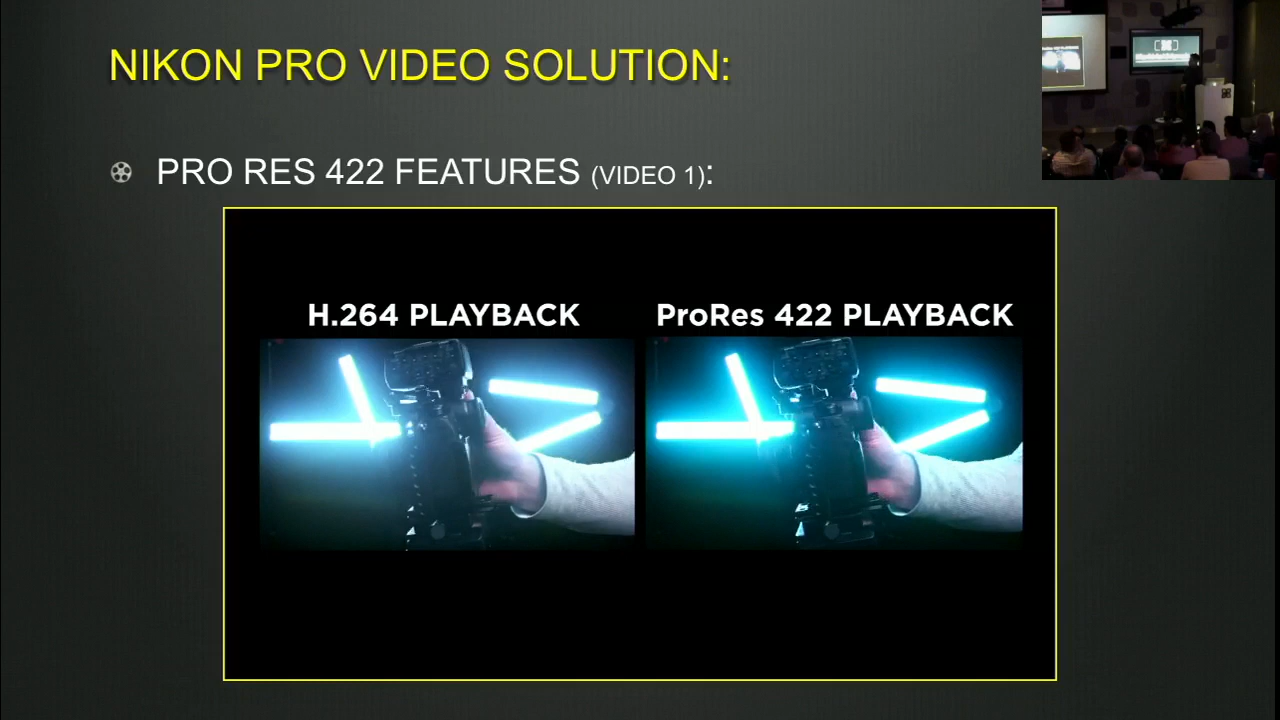 NIKON PRO VIDEO SOLUTION:
PRO RES 422 FEATURES (VIDEO 1):
H.264 PLAYBACK
ProRes 422 PLAYBACK